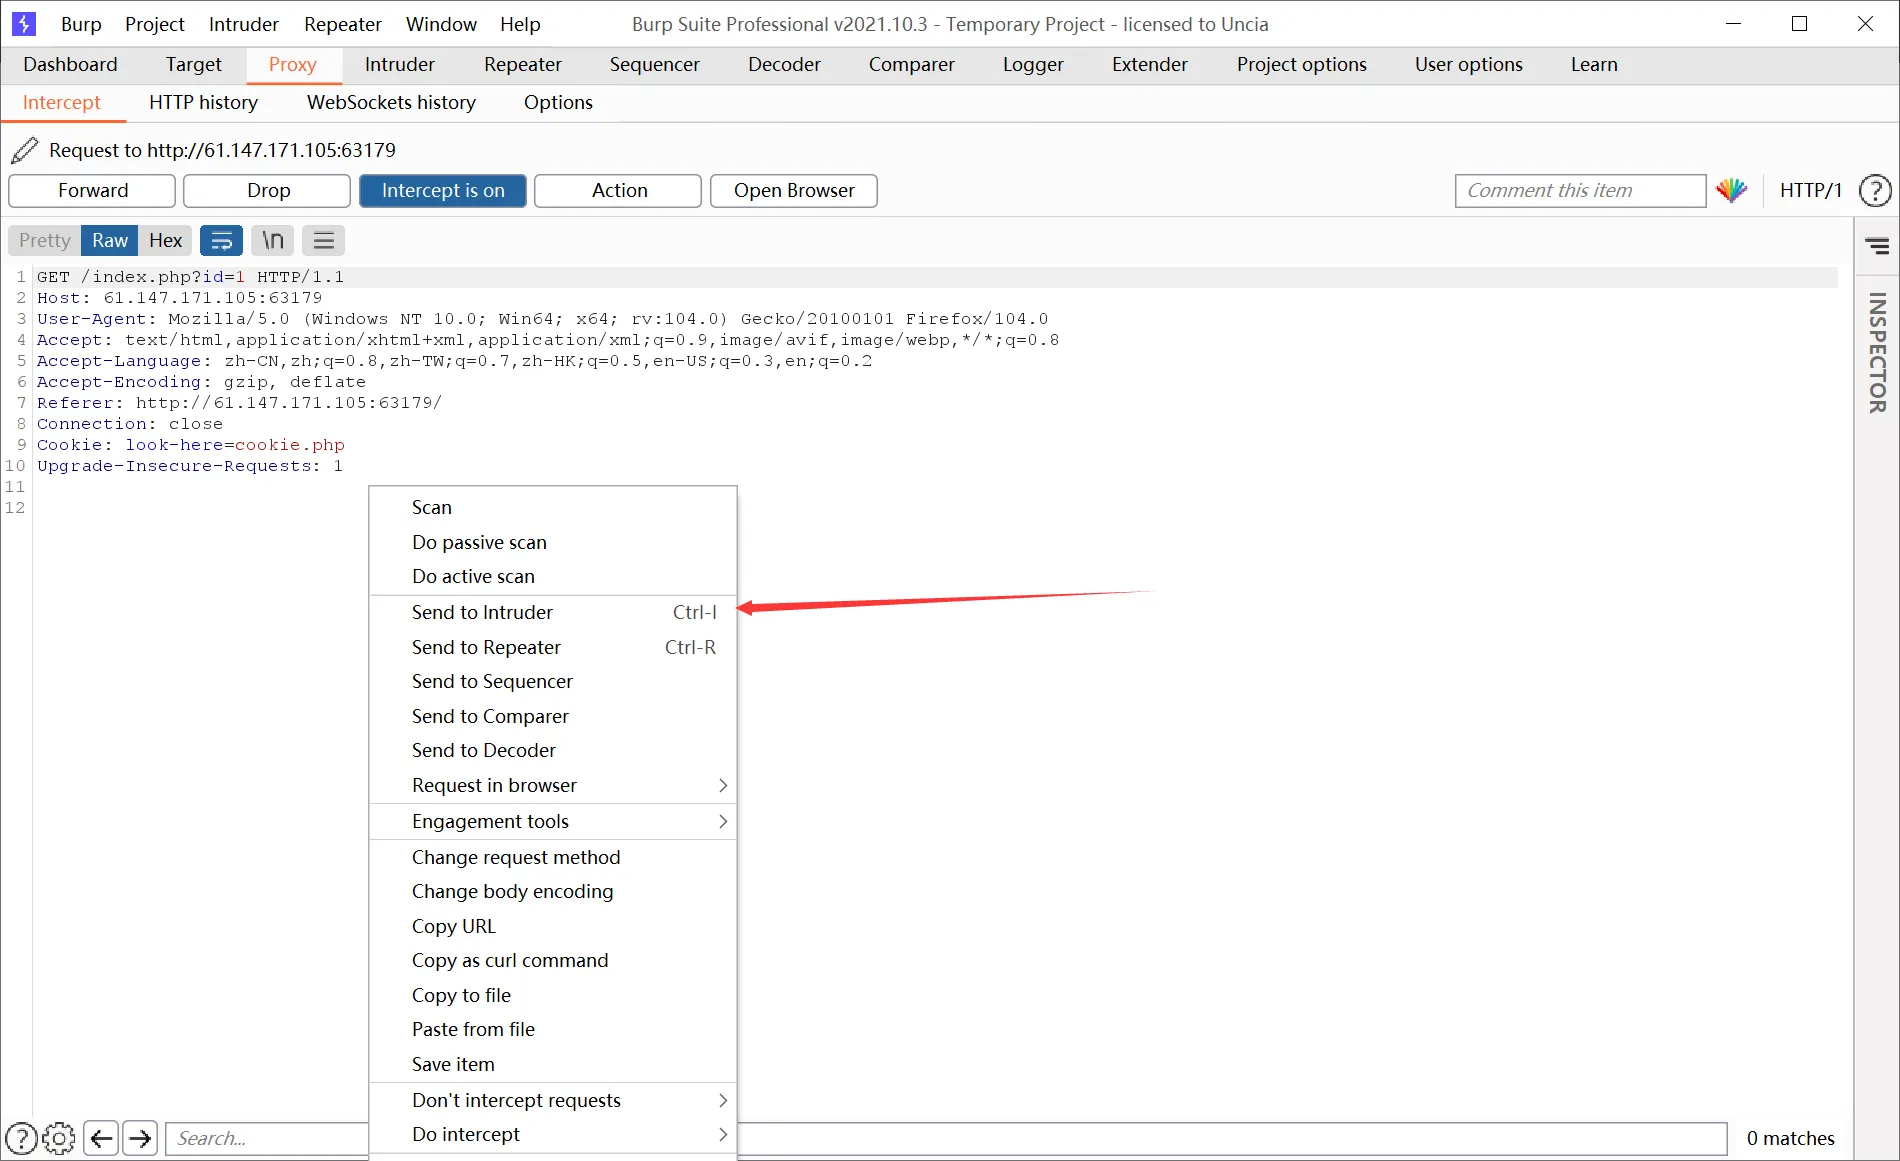 Burp Project Intruder Repeater Window Help Burp Suite Professional v2021.10.3 - Temporary Project - licensed to Uncia
Dashboard Target Proxy Intruder Repeater Sequencer Decoder Comparer Logger Extender Project options User options Learn
Intercept HTTP history WebSockets history Options
Request to http://61.147.171.105:63179
Forward Drop Intercept is on Action Open Browser Comment this item HTTP/1 ?
Pretty Raw Hex \n
1 GET /index.php?id=1 HTTP/1.1
2 Host: 61.147.171.105:63179
3 User-Agent: Mozilla/5.0 (Windows NT 10.0; Win64; x64; rv:104.0) Gecko/20100101 Firefox/104.0
4 Accept: text/html,application/xhtml+xml,application/xml;q=0.9,image/avif,image/webp,*/*;q=0.8
5 Accept-Language: zh-CN,zh;q=0.8,zh-TW;q=0.7,zh-HK;q=0.5,en-US;q=0.3,en;q=0.2
6 Accept-Encoding: gzip, deflate
7 Referer: http://61.147.171.105:63179/
8 Connection: close
9 Cookie: look-here=cookie.php
10 Upgrade-Insecure-Requests: 1
11
12
INSPECTOR
Scan
Do passive scan
Do active scan
Send to Intruder Ctrl-I
Send to Repeater Ctrl-R
Send to Sequencer
Send to Comparer
Send to Decoder
Request in browser
Engagement tools
Change request method
Change body encoding
Copy URL
Copy as curl command
Copy to file
Paste from file
Save item
Don't intercept requests
Do intercept
? Search... 0 matches